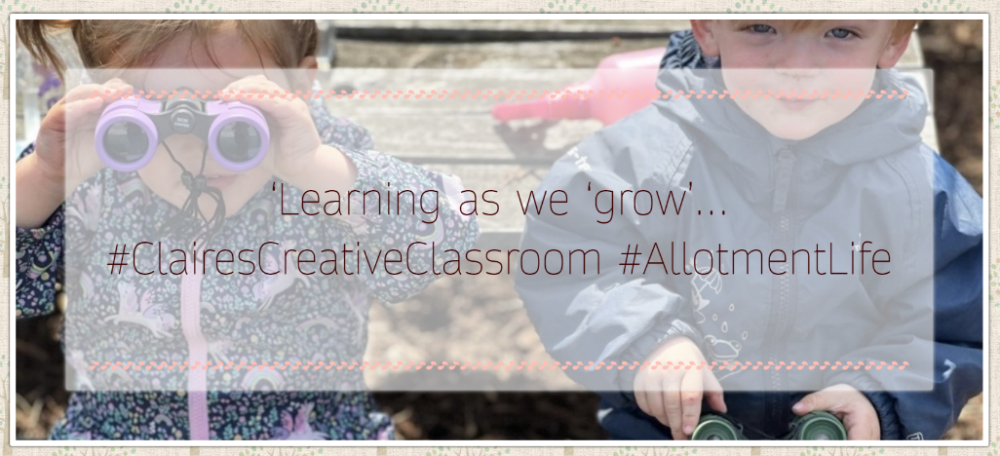 ‘Learning as we ‘grow’...
#ClairesCreativeClassroom #AllotmentLife